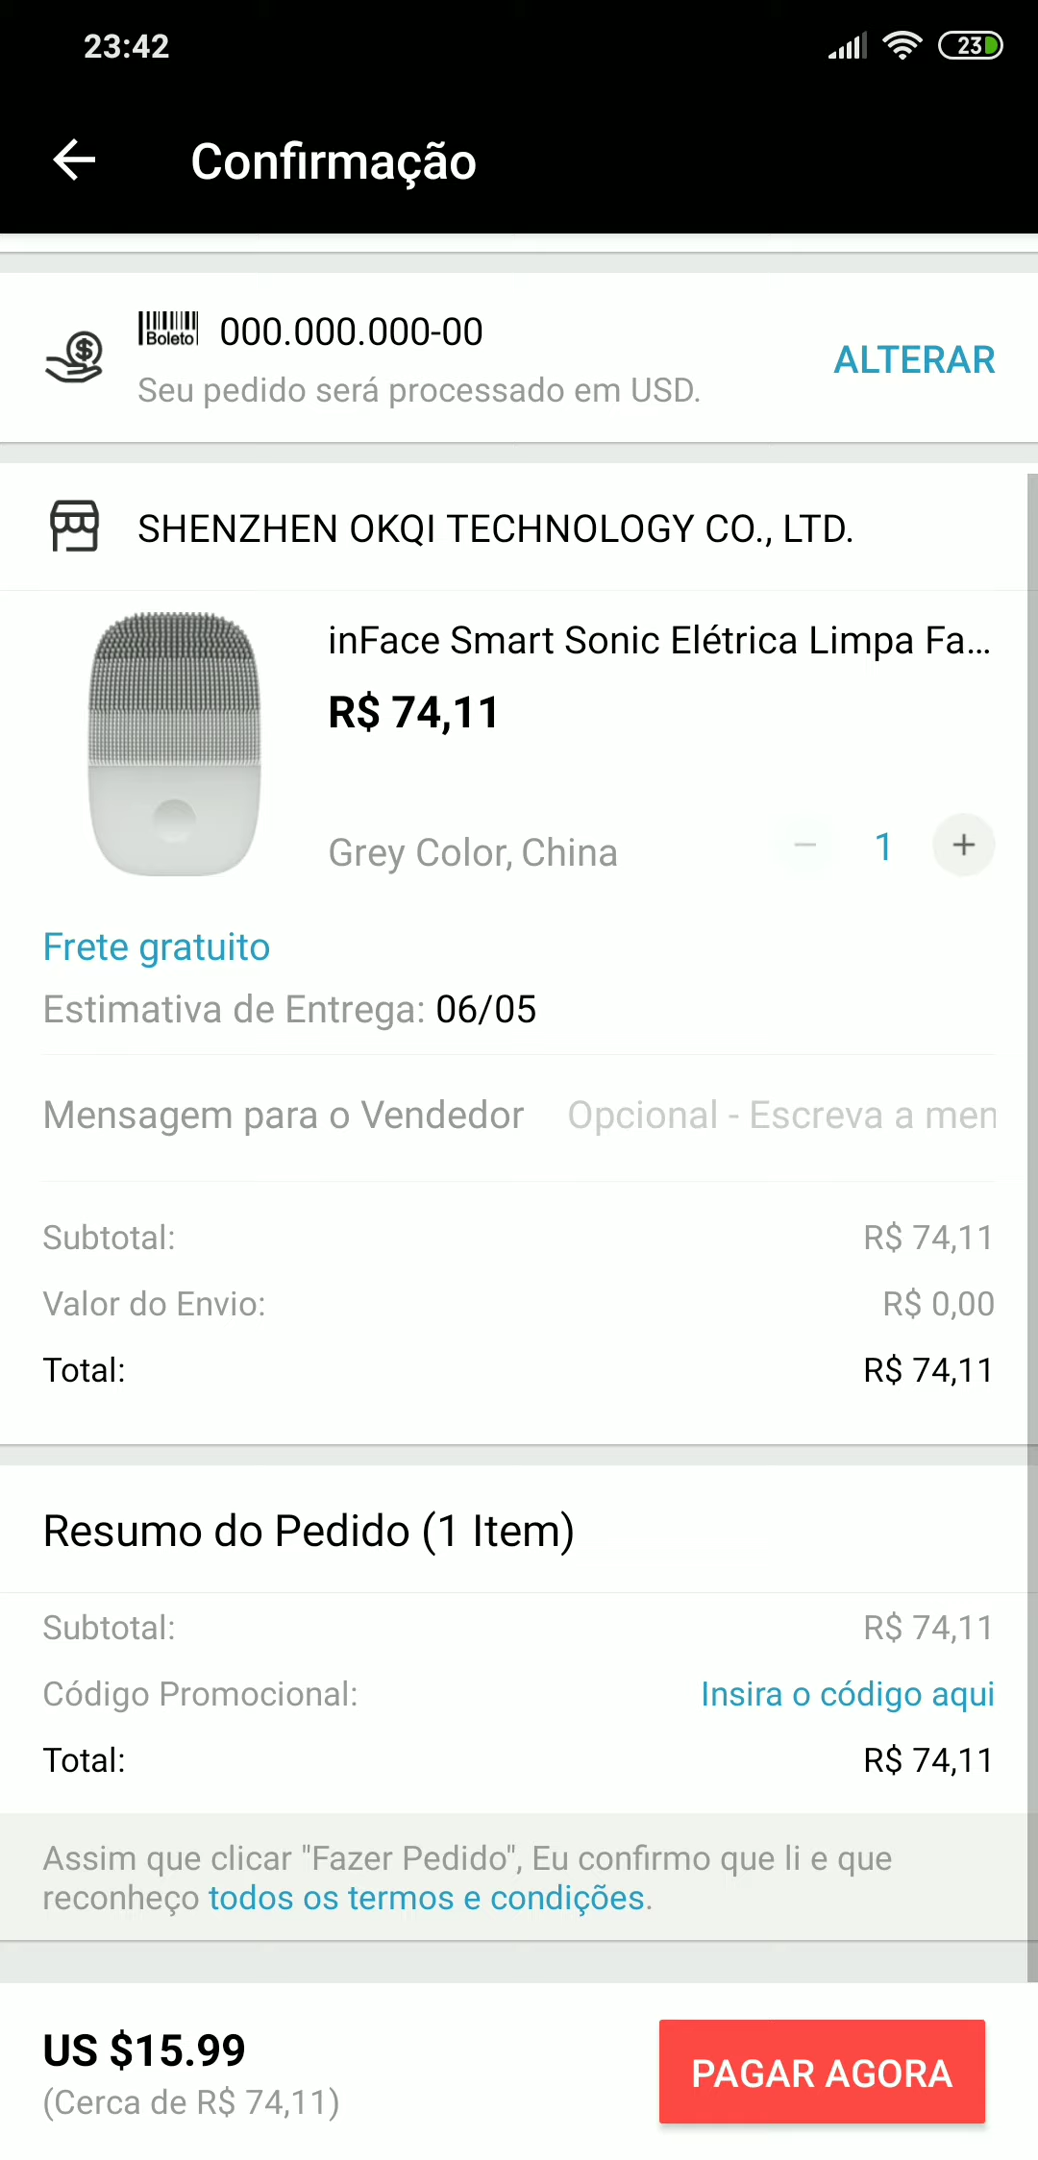 23:42
23
Confirmação
Boleto 000.000.000-00
Seu pedido será processado em USD.
ALTERAR
SHENZHEN OKQI TECHNOLOGY CO., LTD.
inFace Smart Sonic Elétrica Limpa Fa...
R$ 74,11
Grey Color, China
− 1 +
Frete gratuito
Estimativa de Entrega: 06/05
Mensagem para o Vendedor Opcional - Escreva a men
Subtotal: R$ 74,11
Valor do Envio: R$ 0,00
Total: R$ 74,11
Resumo do Pedido (1 Item)
Subtotal: R$ 74,11
Código Promocional: Insira o código aqui
Total: R$ 74,11
Assim que clicar "Fazer Pedido", Eu confirmo que li e que
reconheço todos os termos e condições.
US $15.99
(Cerca de R$ 74,11)
PAGAR AGORA